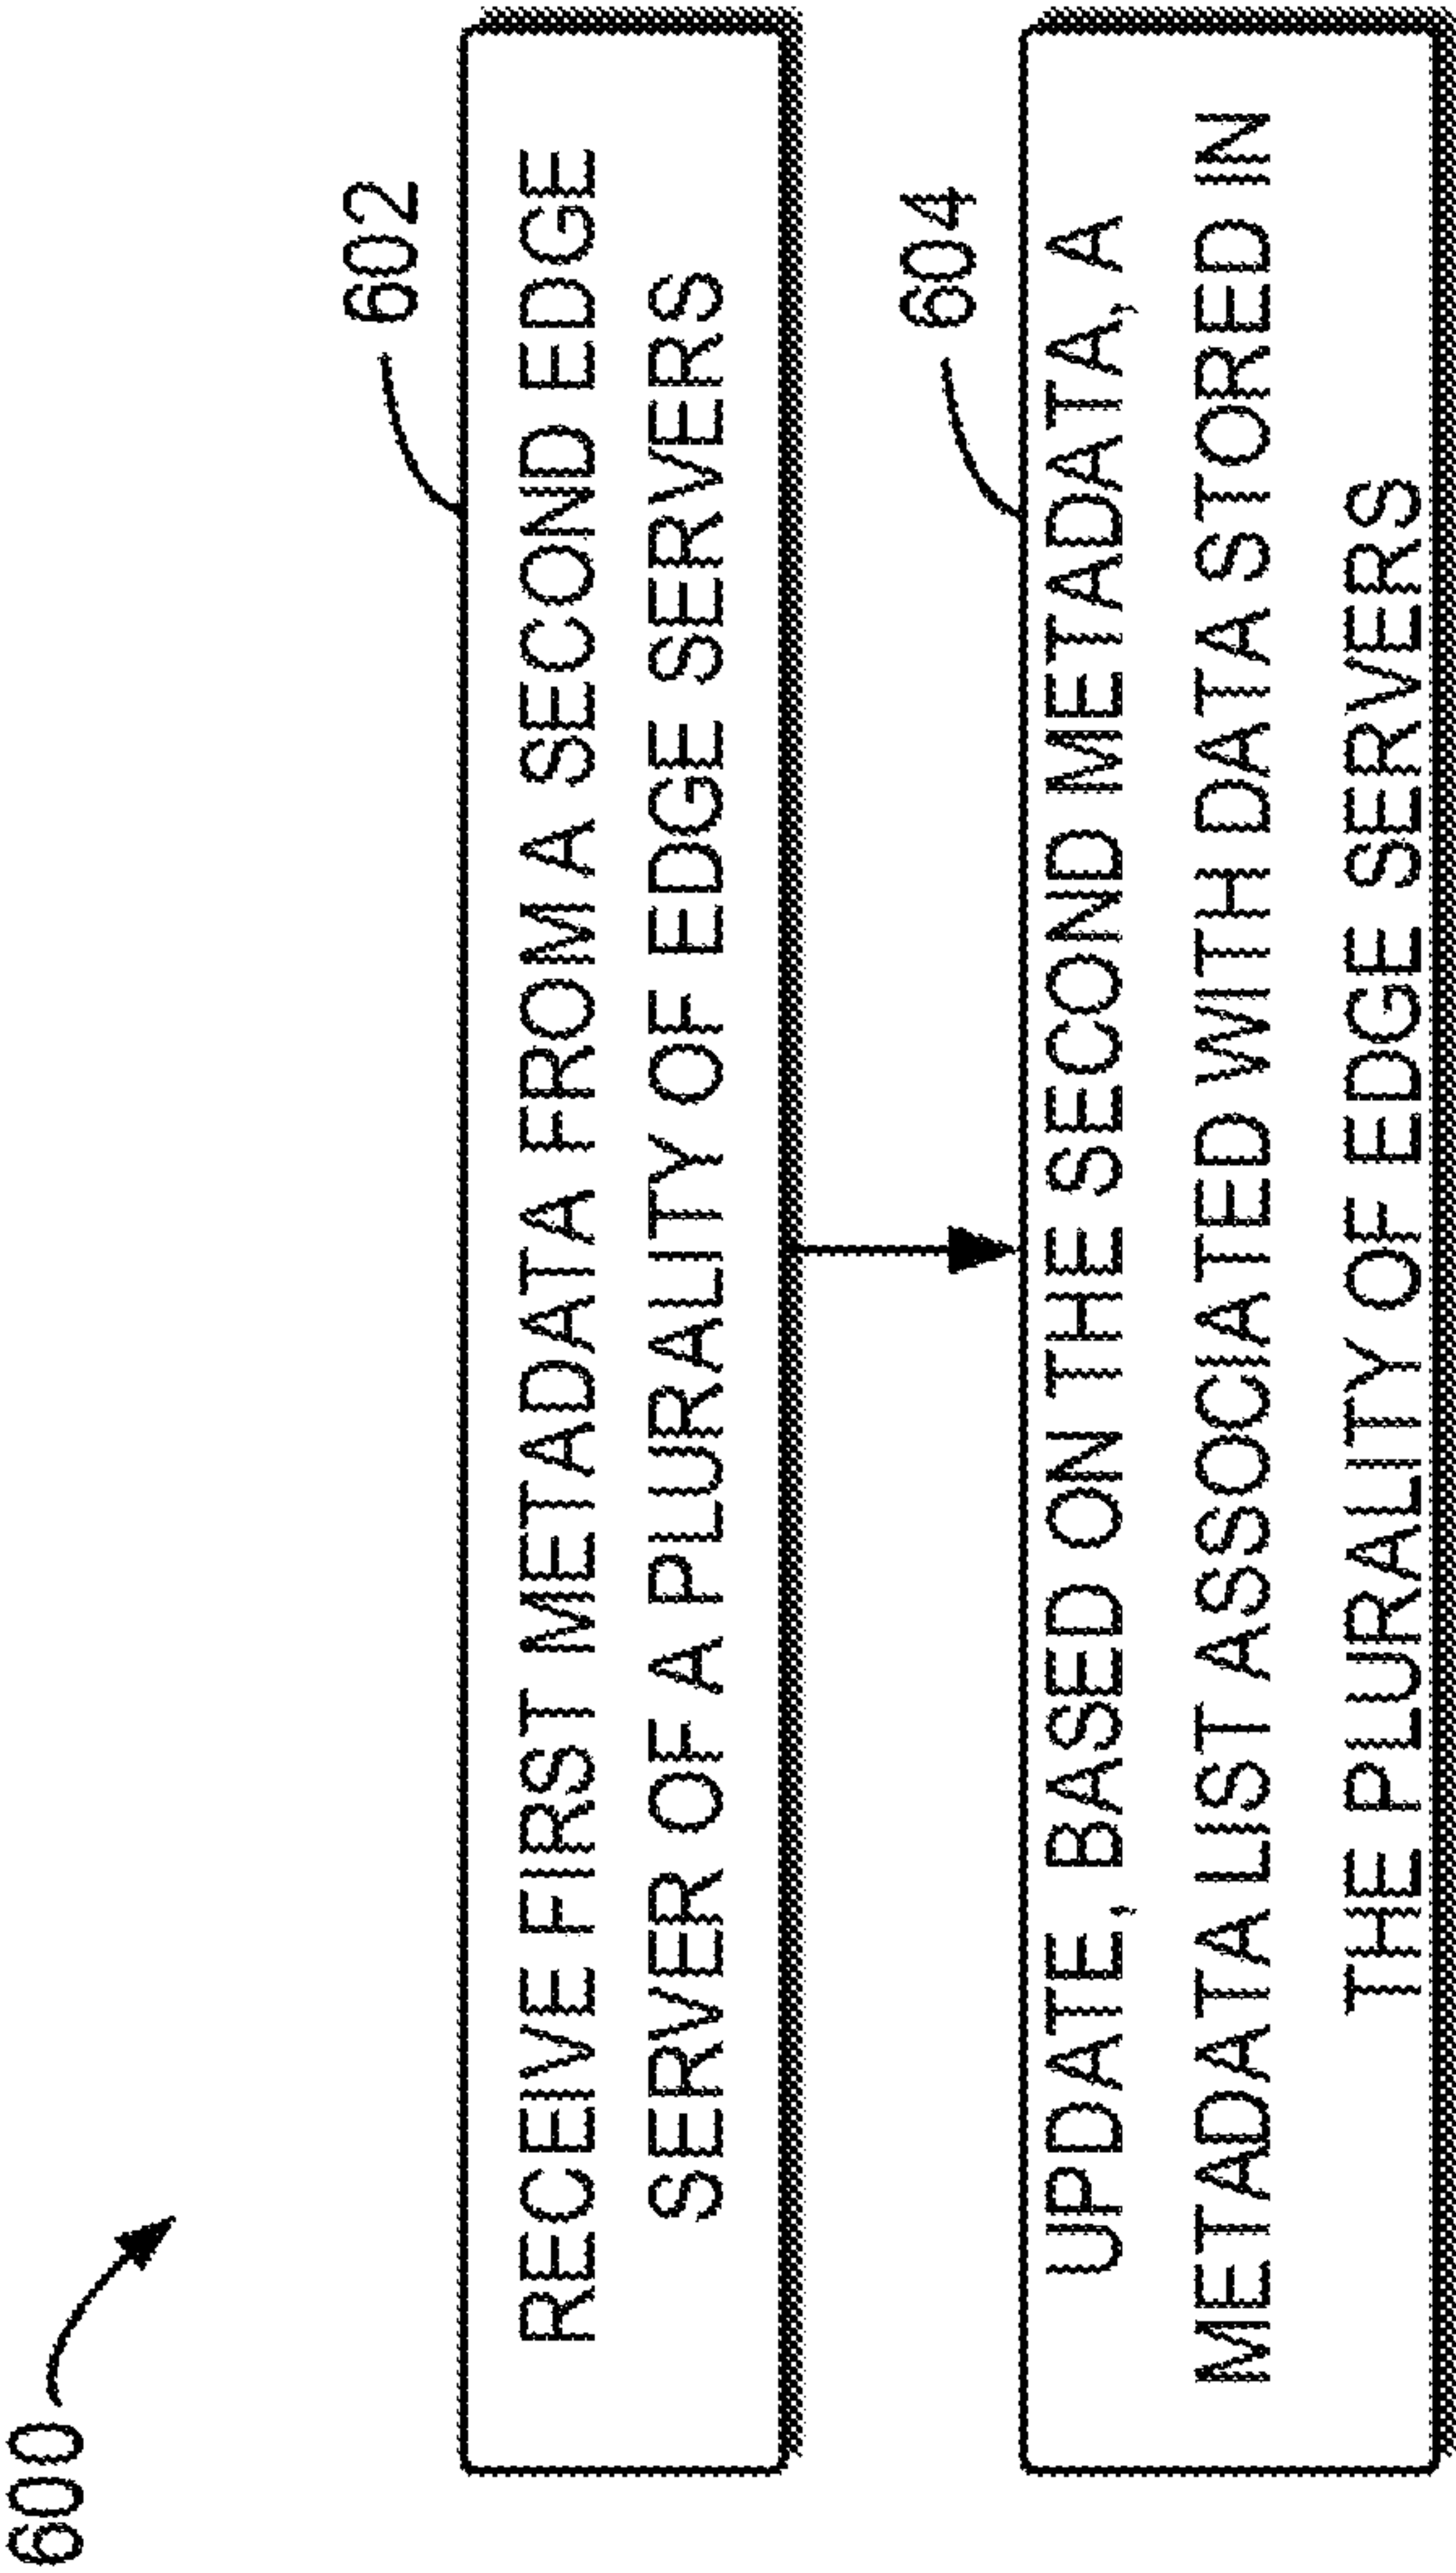 600
602
RECEIVE FIRST METADATA FROM A SECOND EDGE
SERVER OF A PLURALITY OF EDGE SERVERS
604
UPDATE, BASED ON THE SECOND METADATA, A
METADATA LIST ASSOCIATED WITH DATA STORED IN
THE PLURALITY OF EDGE SERVERS